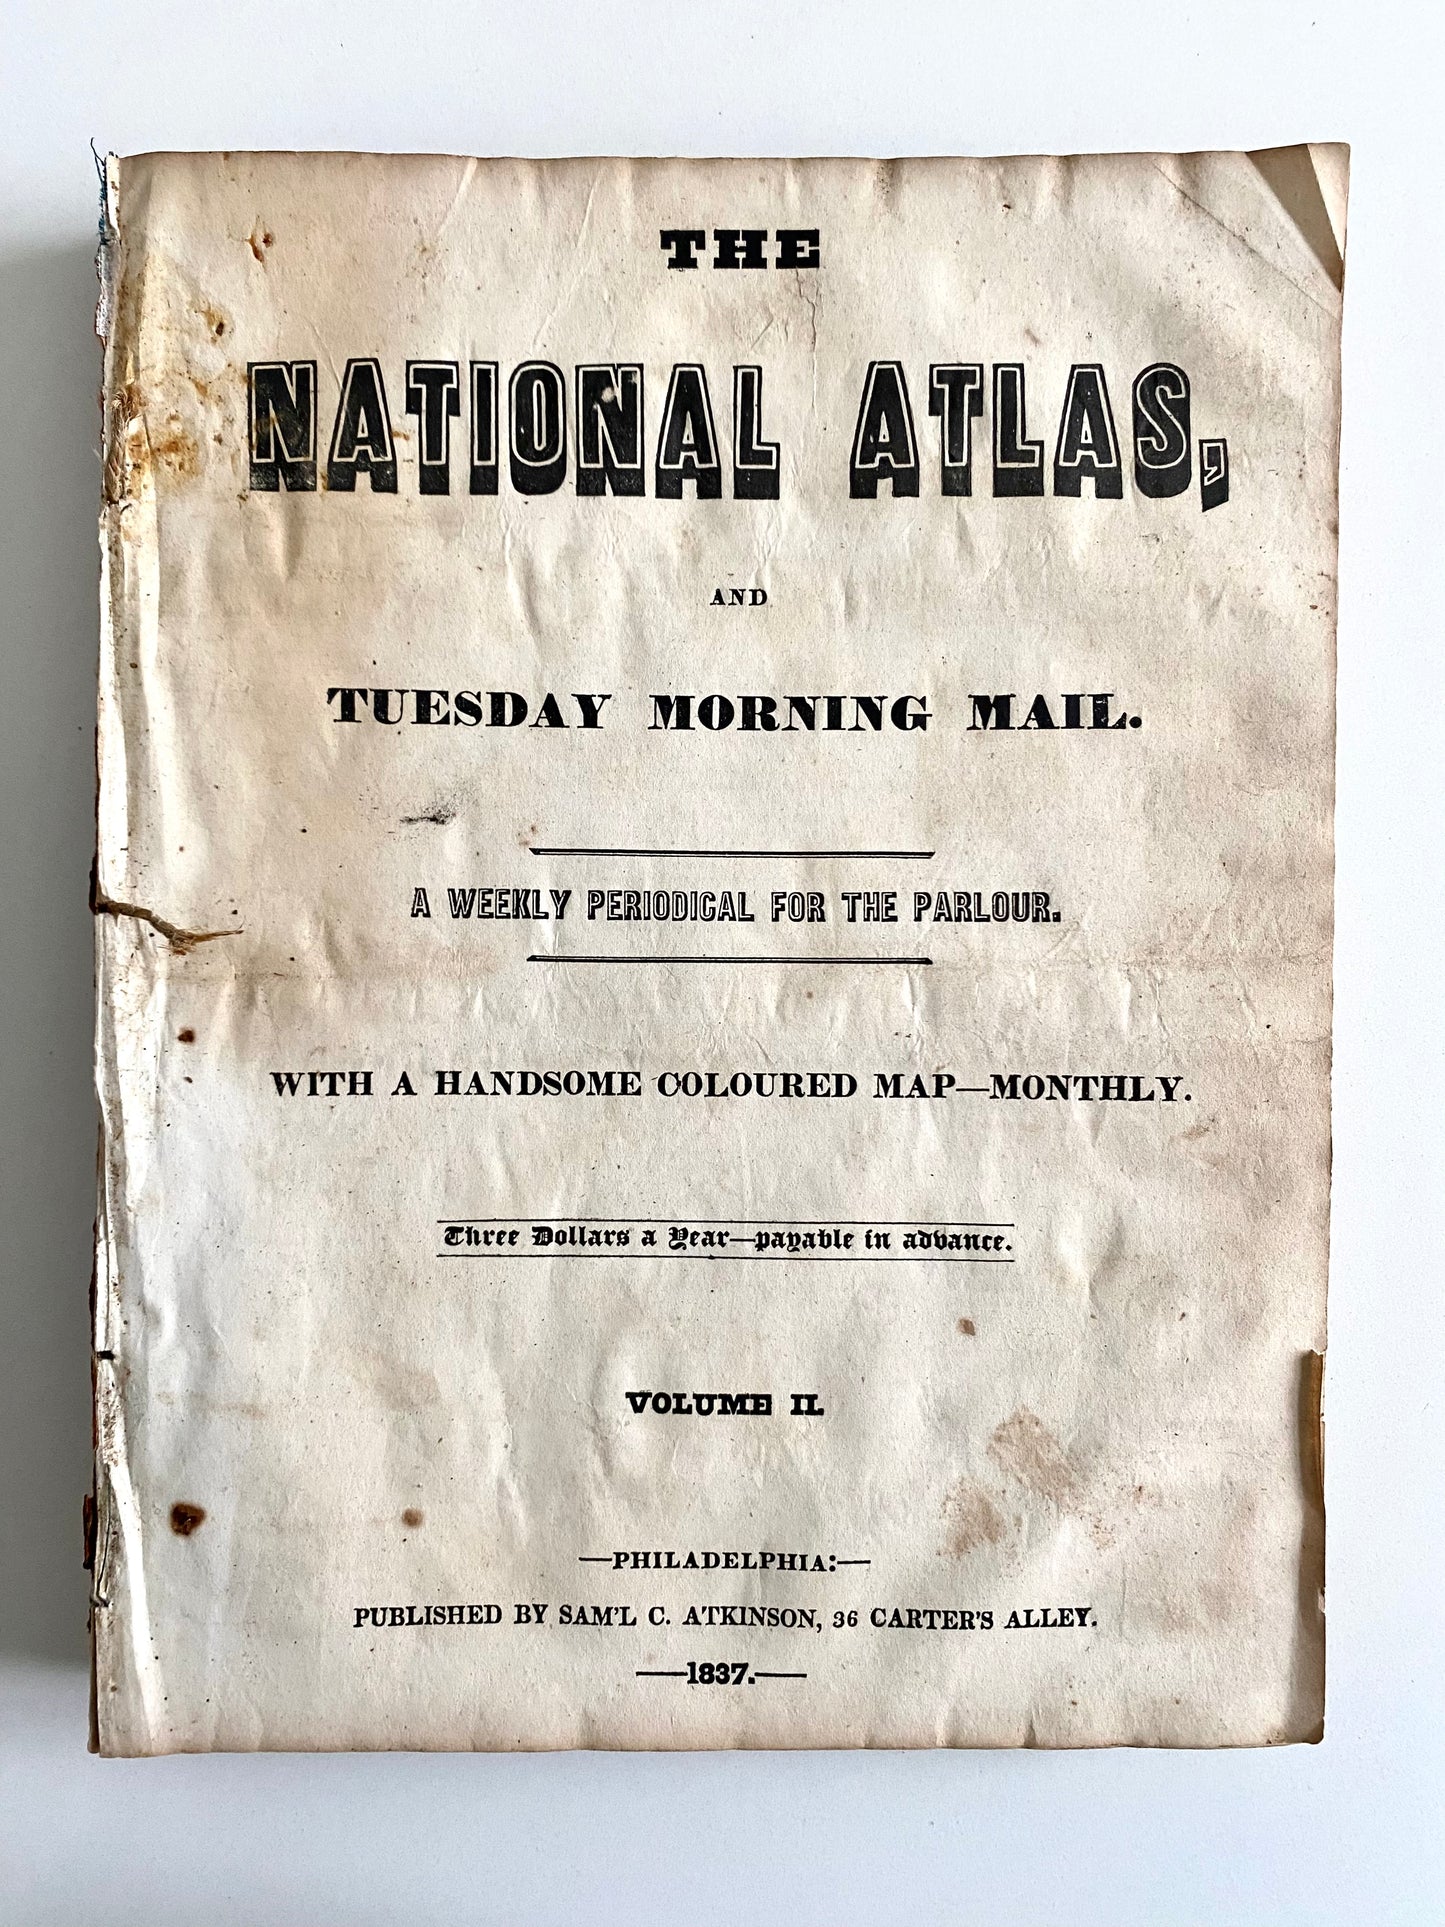 THE
NATIONAL ATLAS,
AND
TUESDAY MORNING MAIL.
A WEEKLY PERIODICAL FOR THE PARLOUR.
WITH A HANDSOME COLOURED MAP—MONTHLY.
Three Dollars a Year—payable in advance.
VOLUME II.
—PHILADELPHIA:—
PUBLISHED BY SAM'L C. ATKINSON, 36 CARTER'S ALLEY.
—1837.—